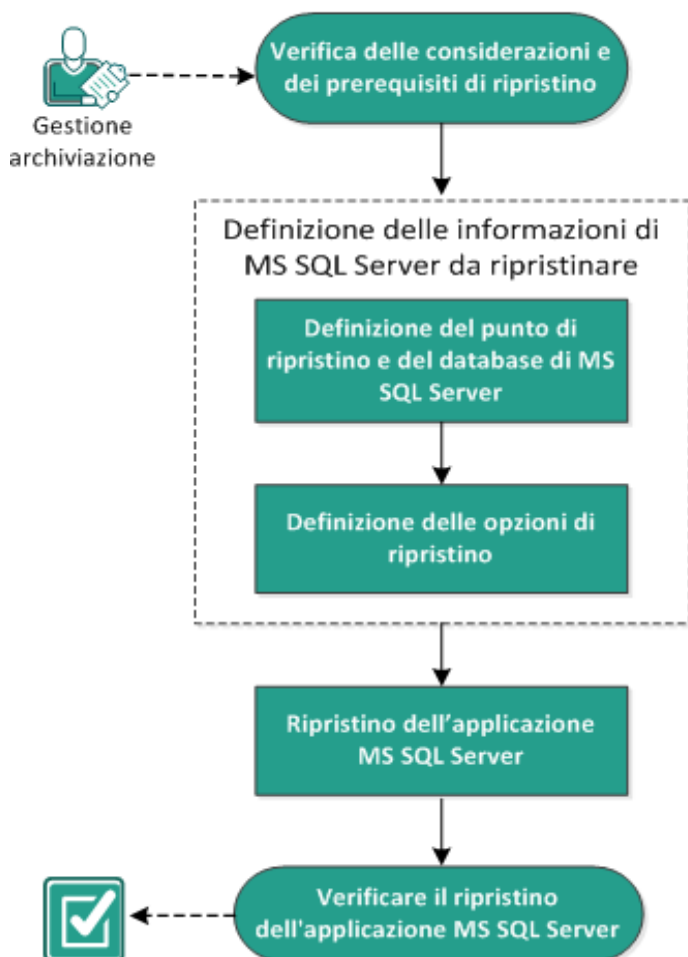 Verifica delle considerazioni e
dei prerequisiti di ripristino
Gestione
archiviazione
Definizione delle informazioni di
MS SQL Server da ripristinare
Definizione del punto di
ripristino e del database di MS
SQL Server
Definizione delle opzioni di
ripristino
Ripristino dell’applicazione
MS SQL Server
Verificare il ripristino
dell'applicazione MS SQL Server